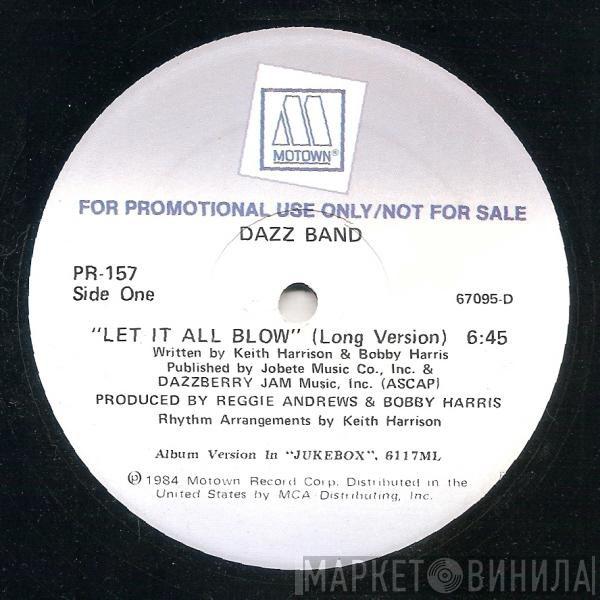 MOTOWN®
FOR PROMOTIONAL USE ONLY/NOT FOR SALE
DAZZ BAND
PR-157
Side One
67095-D
"LET IT ALL BLOW" (Long Version) 6:45
Written by Keith Harrison & Bobby Harris
Published by Jobete Music Co., Inc. &
DAZZBERRY JAM Music, Inc. (ASCAP)
PRODUCED BY REGGIE ANDREWS & BOBBY HARRIS
Rhythm Arrangements by Keith Harrison
Album Version In "JUKEBOX", 6117ML
℗1984 Motown Record Corp. Distributed in the
United States by MCA Distributing, Inc.
МАРКЕТ ВИНИЛА